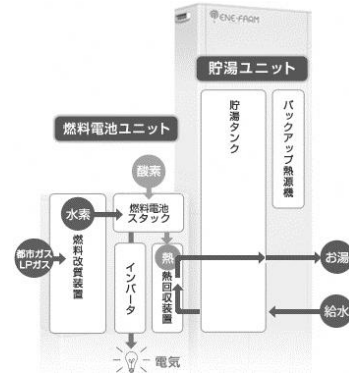 ENE-FARM
貯湯ユニット
燃料電池ユニット
貯湯タンク
バックアップ熱源機
酸素
水素
燃料電池
スタック
都市ガス
LPガス
燃料改質装置
インバータ
熱
熱回収装置
お湯
給水
電気